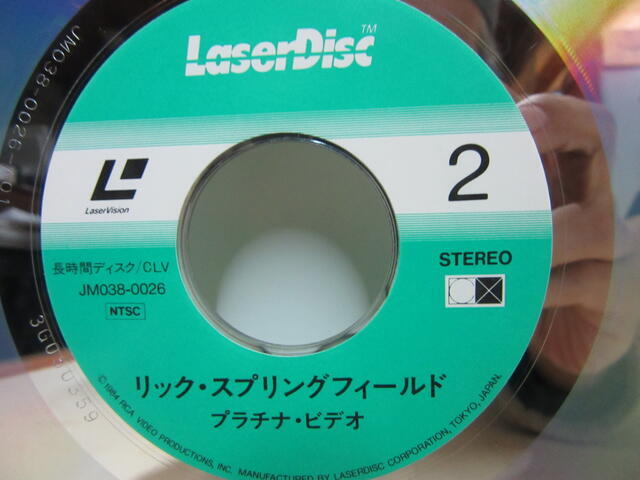 LaserDisc™
LaserVision
2
長時間ディスク/CLV
JM038-0026
NTSC
STEREO
CX
リック・スプリングフィールド
プラチナ・ビデオ
©1984 RCA VIDEO PRODUCTIONS, INC. MANUFACTURED BY LASERDISC CORPORATION, TOKYO, JAPAN.
JM038-0026